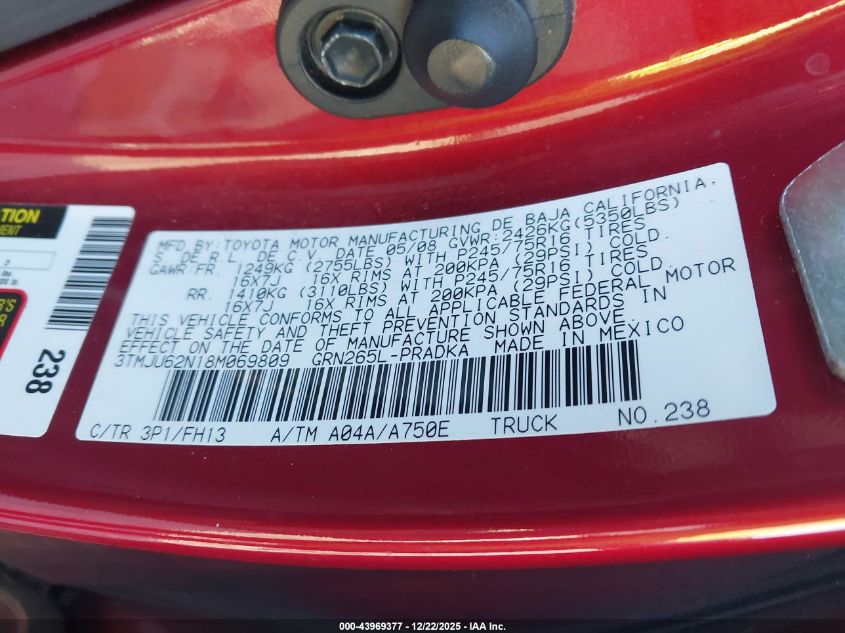 MFD.BY:TOYOTA MOTOR MANUFACTURING DE BAJA CALIFORNIA,
S. DE R.L. DE C.V. DATE 05/08 GVWR:2426KG(5350LBS)
GAWR:FR. 1249KG (2755LBS) WITH P245/75R16 TIRES
16X7J 16X RIMS AT 200KPA (29PSI) COLD
RR. 1410KG (3110LBS) WITH P245/75R16 TIRES
16X7J 16X RIMS AT 200KPA (29PSI) COLD
THIS VEHICLE CONFORMS TO ALL APPLICABLE FEDERAL MOTOR
VEHICLE SAFETY AND THEFT PREVENTION STANDARDS IN
EFFECT ON THE DATE OF MANUFACTURE SHOWN ABOVE.
3TMJU62N18M069809 GRN265L-PRADKA MADE IN MEXICO
C/TR 3P1/FH13 A/TM A04A/A750E TRUCK NO.238
238
000-43969377 - 12/22/2025 - IAA Inc.